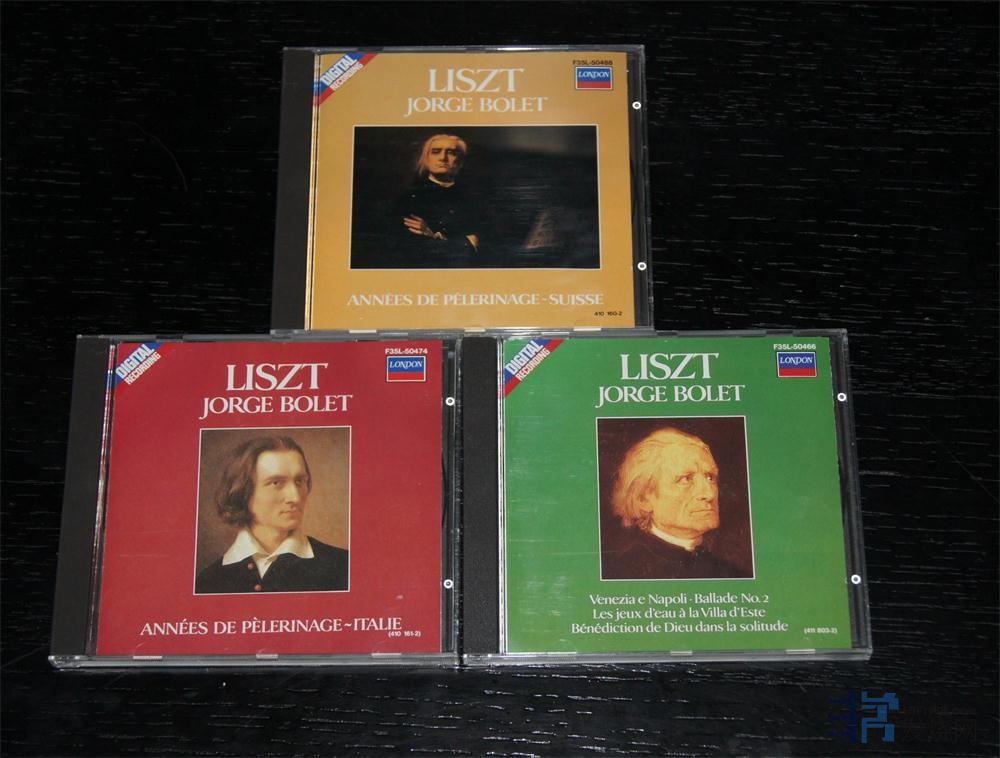 DIGITAL
RECORDING
F35L-50468
LONDON
LISZT
JORGE BOLET
ANNÉES DE PÈLERINAGE~SUISSE
410 160-2
DIGITAL
RECORDING
F35L-50474
LONDON
LISZT
JORGE BOLET
ANNÉES DE PÈLERINAGE~ITALIE
(410 161-2)
DIGITAL
RECORDING
F35L-50466
LONDON
LISZT
JORGE BOLET
Venezia e Napoli · Ballade No. 2
Les jeux d'eau à la Villa d'Este
Bénédiction de Dieu dans la solitude
(411 803-2)